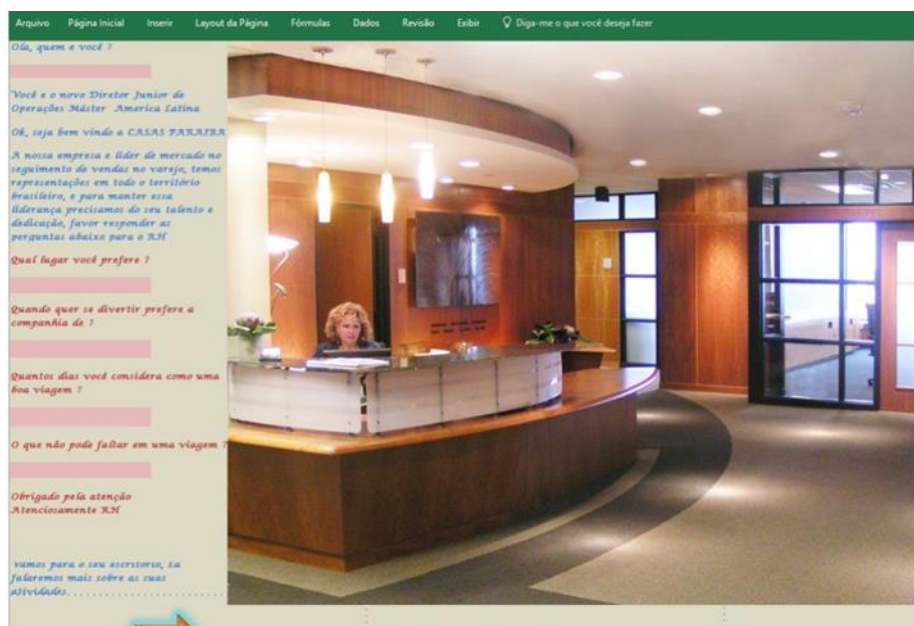 Arquivo Página Inicial Inserir Layout da Página Fórmulas Dados Revisão Exibir Diga-me o que você deseja fazer
Ola, quem e você ?
Você e o novo Diretor Junior de
Operações Máster America Latina
Ok, seja bem vindo a CASAS PARAIBA
A nossa empresa e líder de mercado no
seguimento de vendas no varejo, temos
representações em todo o território
brasileiro, e para manter essa
liderança precisamos do seu talento e
dedicação, favor responder as
perguntas abaixo para o RH
Qual lugar você prefere ?
Quando quer se divertir prefere a
companhia de ?
Quantos dias você considera como uma
boa viagem ?
O que não pode faltar em uma viagem ?
Obrigado pela atenção
Atenciosamente RH
Vamos para o seu escritorio, La
falaremos mais sobre as suas
atividades